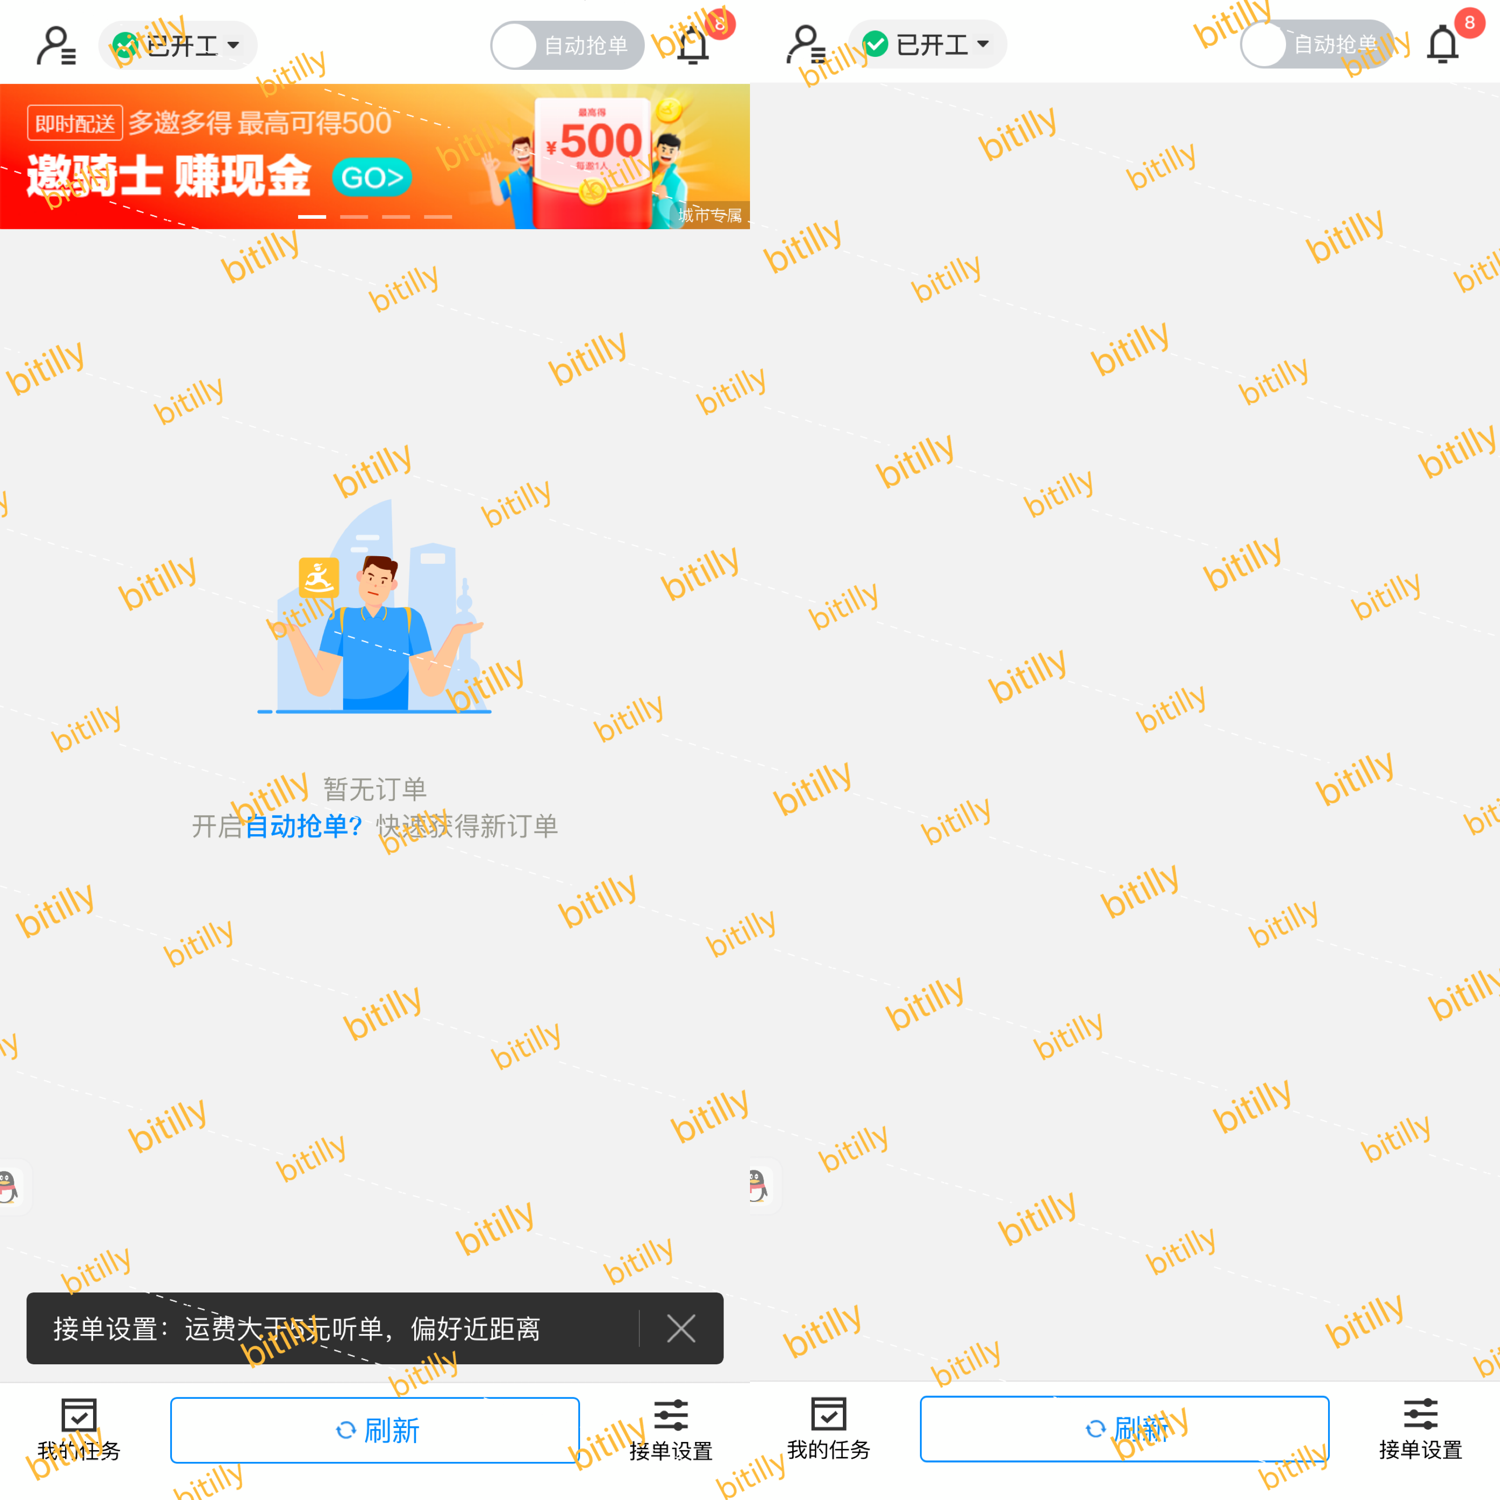 已开工
自动抢单
8
即时配送 多邀多得 最高可得500
邀骑士 赚现金 GO>
最高得
¥500
每邀1人
城市专属
暂无订单
开启自动抢单？快速获得新订单
接单设置：运费大于5元听单，偏好近距离
我的任务
刷新
接单设置
已开工
自动抢单
8
我的任务
刷新
接单设置
bitilly